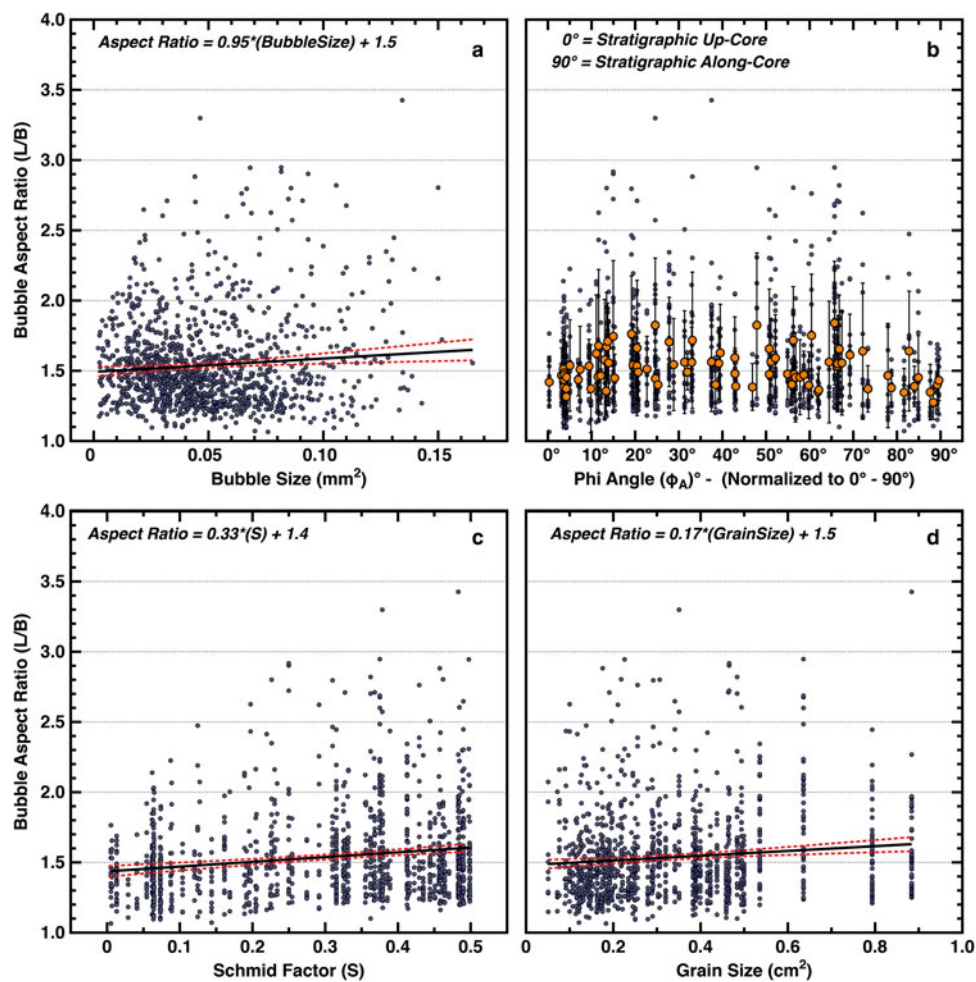 Aspect Ratio = 0.95*(BubbleSize) + 1.5
a
4.0
3.5
3.0
2.5
2.0
1.5
1.0
Bubble Aspect Ratio (L/B)
0
0.05
0.10
0.15
Bubble Size (mm²)
0° = Stratigraphic Up-Core
90° = Stratigraphic Along-Core
b
0°
10°
20°
30°
40°
50°
60°
70°
80°
90°
Phi Angle (ϕA)° - (Normalized to 0° - 90°)
Aspect Ratio = 0.33*(S) + 1.4
c
4.0
3.5
3.0
2.5
2.0
1.5
1.0
Bubble Aspect Ratio (L/B)
0
0.1
0.2
0.3
0.4
0.5
Schmid Factor (S)
Aspect Ratio = 0.17*(GrainSize) + 1.5
d
0
0.2
0.4
0.6
0.8
1.0
Grain Size (cm²)